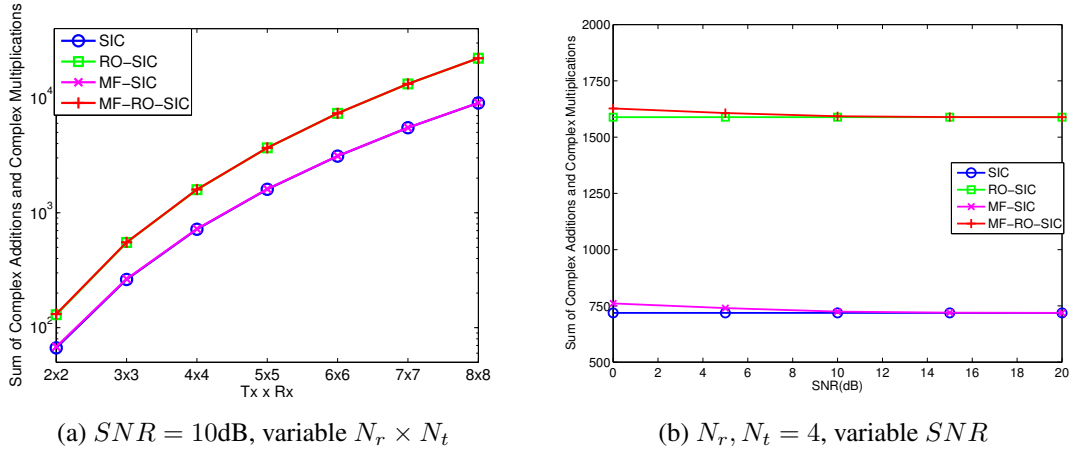 Sum of Complex Additions and Complex Multiplications
10^4
10^3
10^2
SIC
RO-SIC
MF-SIC
MF-RO-SIC
2x2 3x3 4x4 5x5 6x6 7x7 8x8
Tx x Rx
(a) SNR = 10dB, variable N_r × N_t
Sum of Complex Additions and Complex Multiplications
2000
1750
1500
1250
1000
750
500
SIC
RO-SIC
MF-SIC
MF-RO-SIC
0 2 4 6 8 10 12 14 16 18 20
SNR(dB)
(b) N_r, N_t = 4, variable SNR